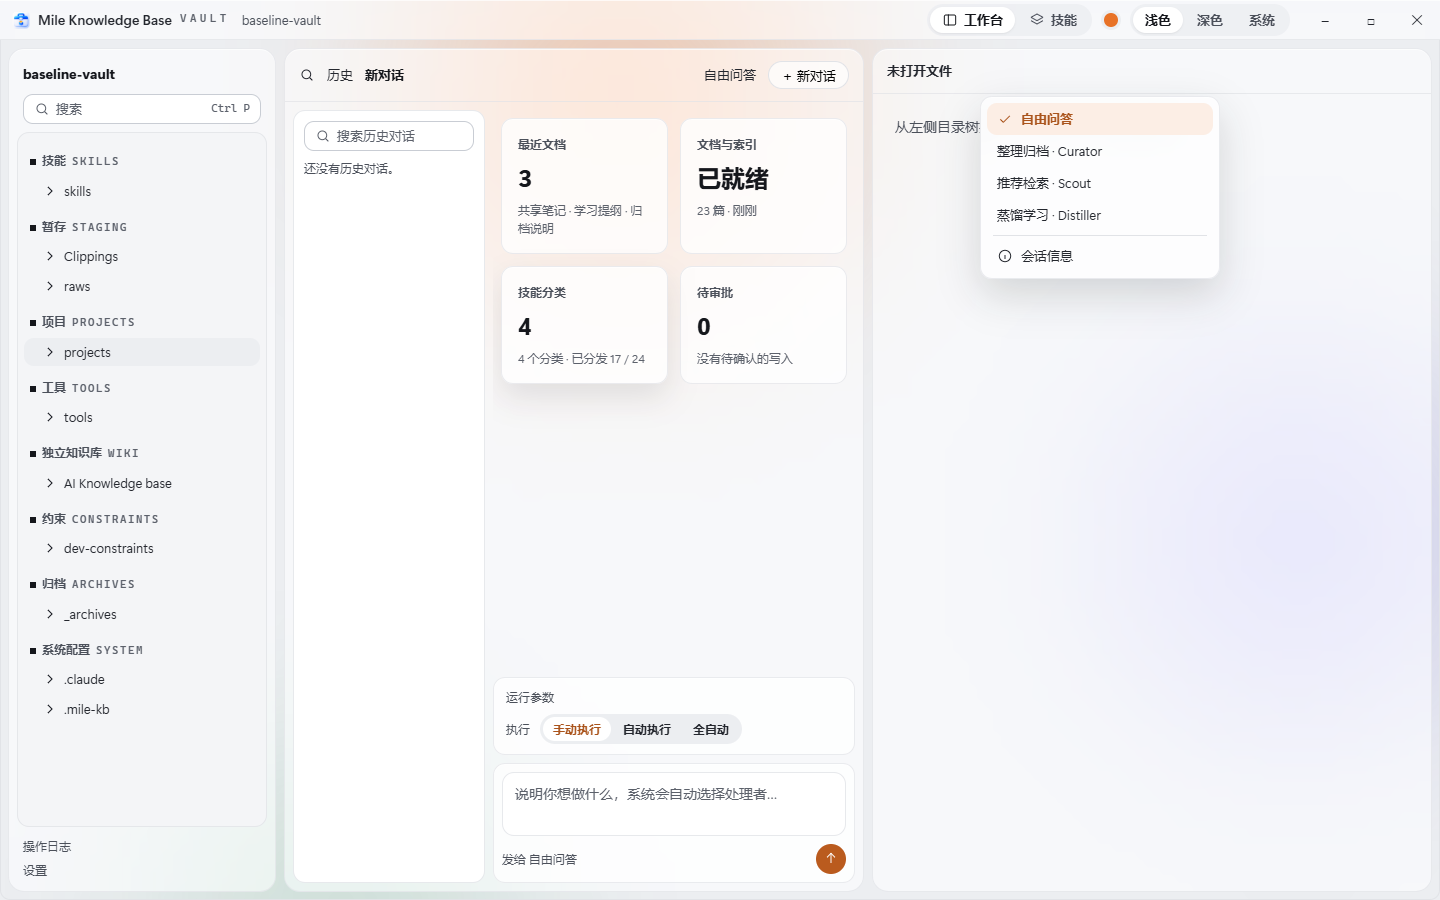 Mile Knowledge Base VAULT baseline-vault
工作台 技能 浅色 深色 系统
baseline-vault
搜索 Ctrl P
技能 SKILLS
skills
暂存 STAGING
Clippings
raws
项目 PROJECTS
projects
工具 TOOLS
tools
独立知识库 WIKI
AI Knowledge base
约束 CONSTRAINTS
dev-constraints
归档 ARCHIVES
_archives
系统配置 SYSTEM
.claude
.mile-kb
操作日志
设置
历史 新对话 自由问答 + 新对话
搜索历史对话
还没有历史对话。
最近文档
3
共享笔记 · 学习提纲 · 归
档说明
文档与索引
已就绪
23 篇 · 刚刚
技能分类
4
4 个分类 · 已分发 17 / 24
待审批
0
没有待确认的写入
运行参数
执行 手动执行 自动执行 全自动
说明你想做什么，系统会自动选择处理者...
发给 自由问答
未打开文件
从左侧目录树
自由问答
整理归档 · Curator
推荐检索 · Scout
蒸馏学习 · Distiller
会话信息